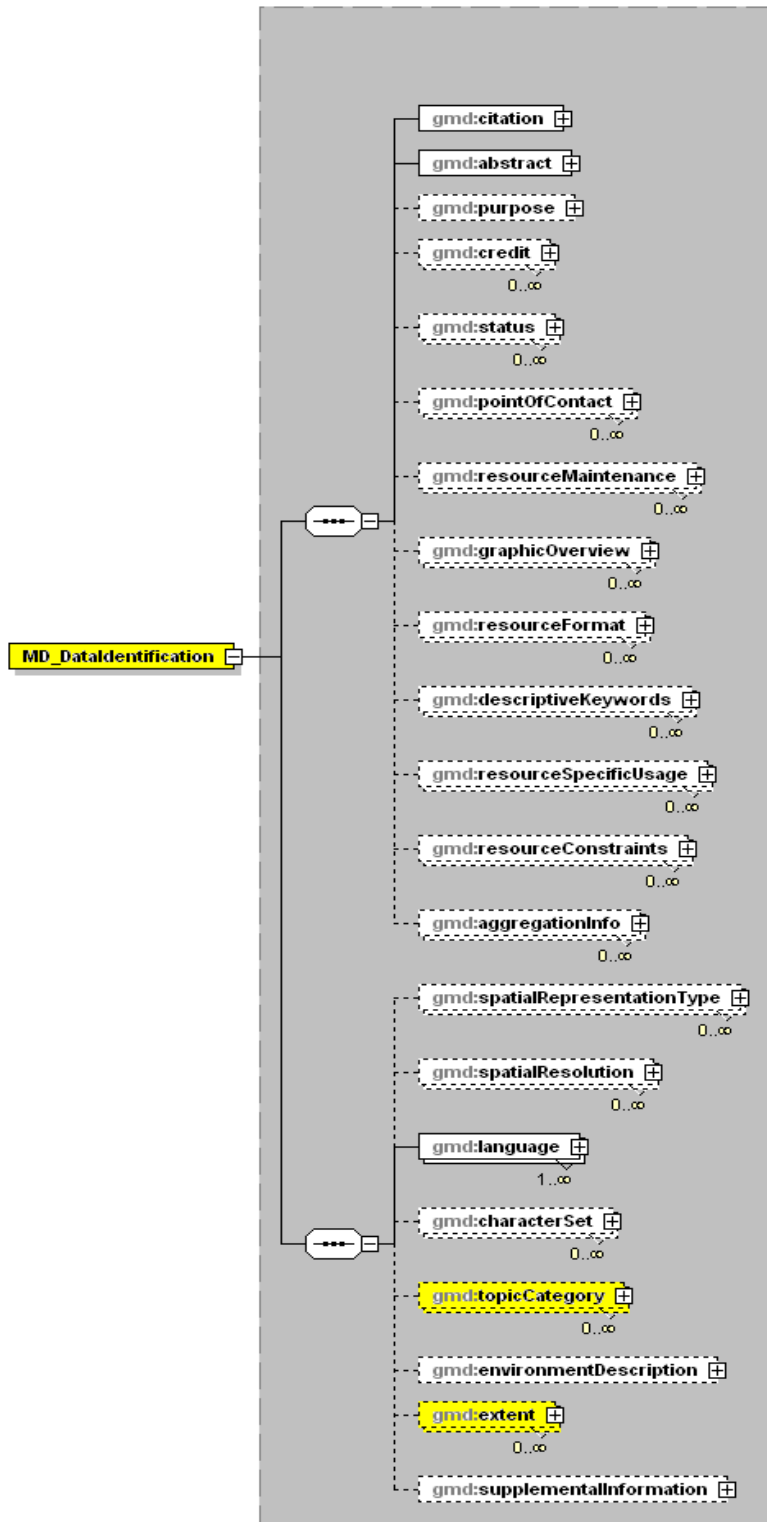 gmd:citation
gmd:abstract
gmd:purpose
gmd:credit
0..∞
gmd:status
0..∞
gmd:pointOfContact
0..∞
gmd:resourceMaintenance
0..∞
gmd:graphicOverview
0..∞
gmd:resourceFormat
0..∞
MD_DataIdentification
gmd:descriptiveKeywords
0..∞
gmd:resourceSpecificUsage
0..∞
gmd:resourceConstraints
0..∞
gmd:aggregationInfo
0..∞
gmd:spatialRepresentationType
0..∞
gmd:spatialResolution
0..∞
gmd:language
1..∞
gmd:characterSet
0..∞
gmd:topicCategory
0..∞
gmd:environmentDescription
gmd:extent
0..∞
gmd:supplementalInformation